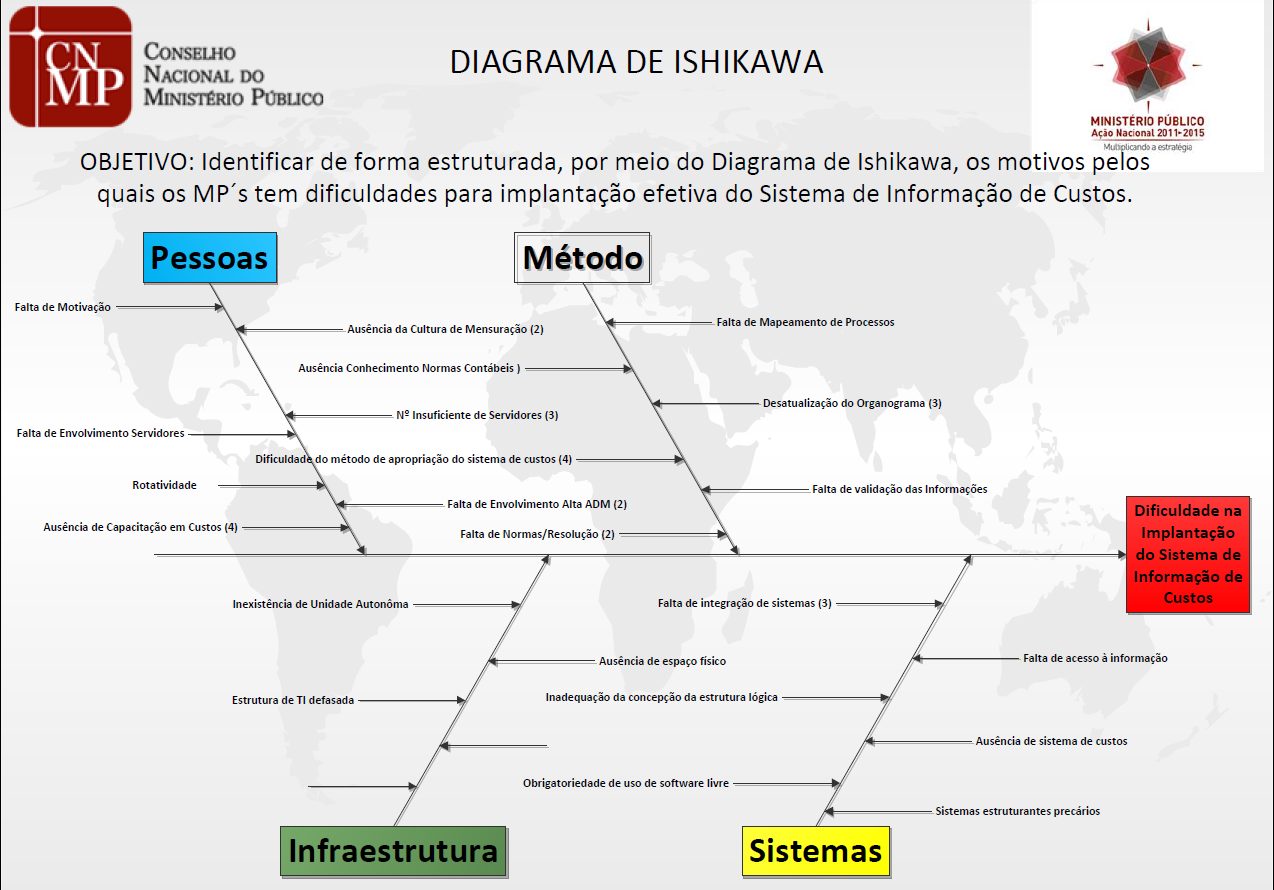 CN
MP
CONSELHO
NACIONAL DO
MINISTÉRIO PÚBLICO
DIAGRAMA DE ISHIKAWA
MINISTÉRIO PÚBLICO
Ação Nacional 2011-2015
Multiplicando a estratégia
OBJETIVO: Identificar de forma estruturada, por meio do Diagrama de Ishikawa, os motivos pelos
quais os MP´s tem dificuldades para implantação efetiva do Sistema de Informação de Custos.
Pessoas
Falta de Motivação
Ausência da Cultura de Mensuração (2)
Nº Insuficiente de Servidores (3)
Falta de Envolvimento Servidores
Rotatividade
Falta de Envolvimento Alta ADM (2)
Ausência de Capacitação em Custos (4)
Método
Falta de Mapeamento de Processos
Ausência Conhecimento Normas Contábeis )
Desatualização do Organograma (3)
Dificuldade do método de apropriação do sistema de custos (4)
Falta de validação das Informações
Falta de Normas/Resolução (2)
Dificuldade na
Implantação
do Sistema de
Informação de
Custos
Inexistência de Unidade Autonôma
Ausência de espaço físico
Estrutura de TI defasada
Infraestrutura
Falta de integração de sistemas (3)
Falta de acesso à informação
Inadequação da concepção da estrutura lógica
Ausência de sistema de custos
Obrigatoriedade de uso de software livre
Sistemas estruturantes precários
Sistemas